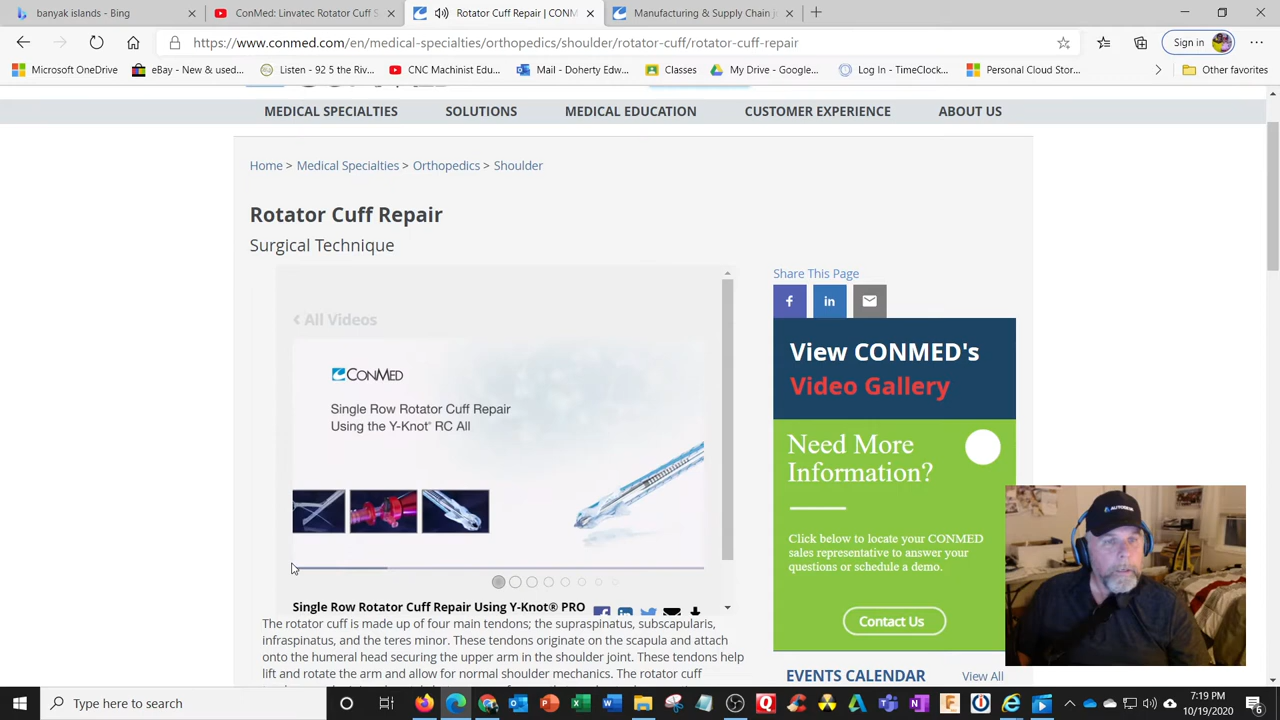 banyak islands - Bing
ConMed: Linvatec Rotator Cuff S
Rotator Cuff Repair | CONM
Manufacturing & Supply Chain j
https://www.conmed.com/en/medical-specialties/orthopedics/shoulder/rotator-cuff/rotator-cuff-repair
Sign in
Microsoft OneDrive
eBay - New & used...
Listen - 92 5 the Riv...
CNC Machinist Edu...
Mail - Doherty Edw...
Classes
My Drive - Google...
Log In - TimeClock...
Personal Cloud Stor...
Other favorites
MEDICAL SPECIALTIES
SOLUTIONS
MEDICAL EDUCATION
CUSTOMER EXPERIENCE
ABOUT US
Home > Medical Specialties > Orthopedics > Shoulder
Rotator Cuff Repair
Surgical Technique
< All Videos
CONMED
Single Row Rotator Cuff Repair
Using the Y-Knot® RC All
Single Row Rotator Cuff Repair Using Y-Knot® PRO
The rotator cuff is made up of four main tendons; the supraspinatus, subscapularis,
infraspinatus, and the teres minor. These tendons originate on the scapula and attach
onto the humeral head securing the upper arm in the shoulder joint. These tendons help
lift and rotate the arm and allow for normal shoulder mechanics. The rotator cuff
Share This Page
View CONMED's
Video Gallery
Need More
Information?
Click below to locate your CONMED
sales representative to answer your
questions or schedule a demo.
Contact Us
EVENTS CALENDAR
View All
AUTODESK
Type here to search
7:19 PM
10/19/2020
6